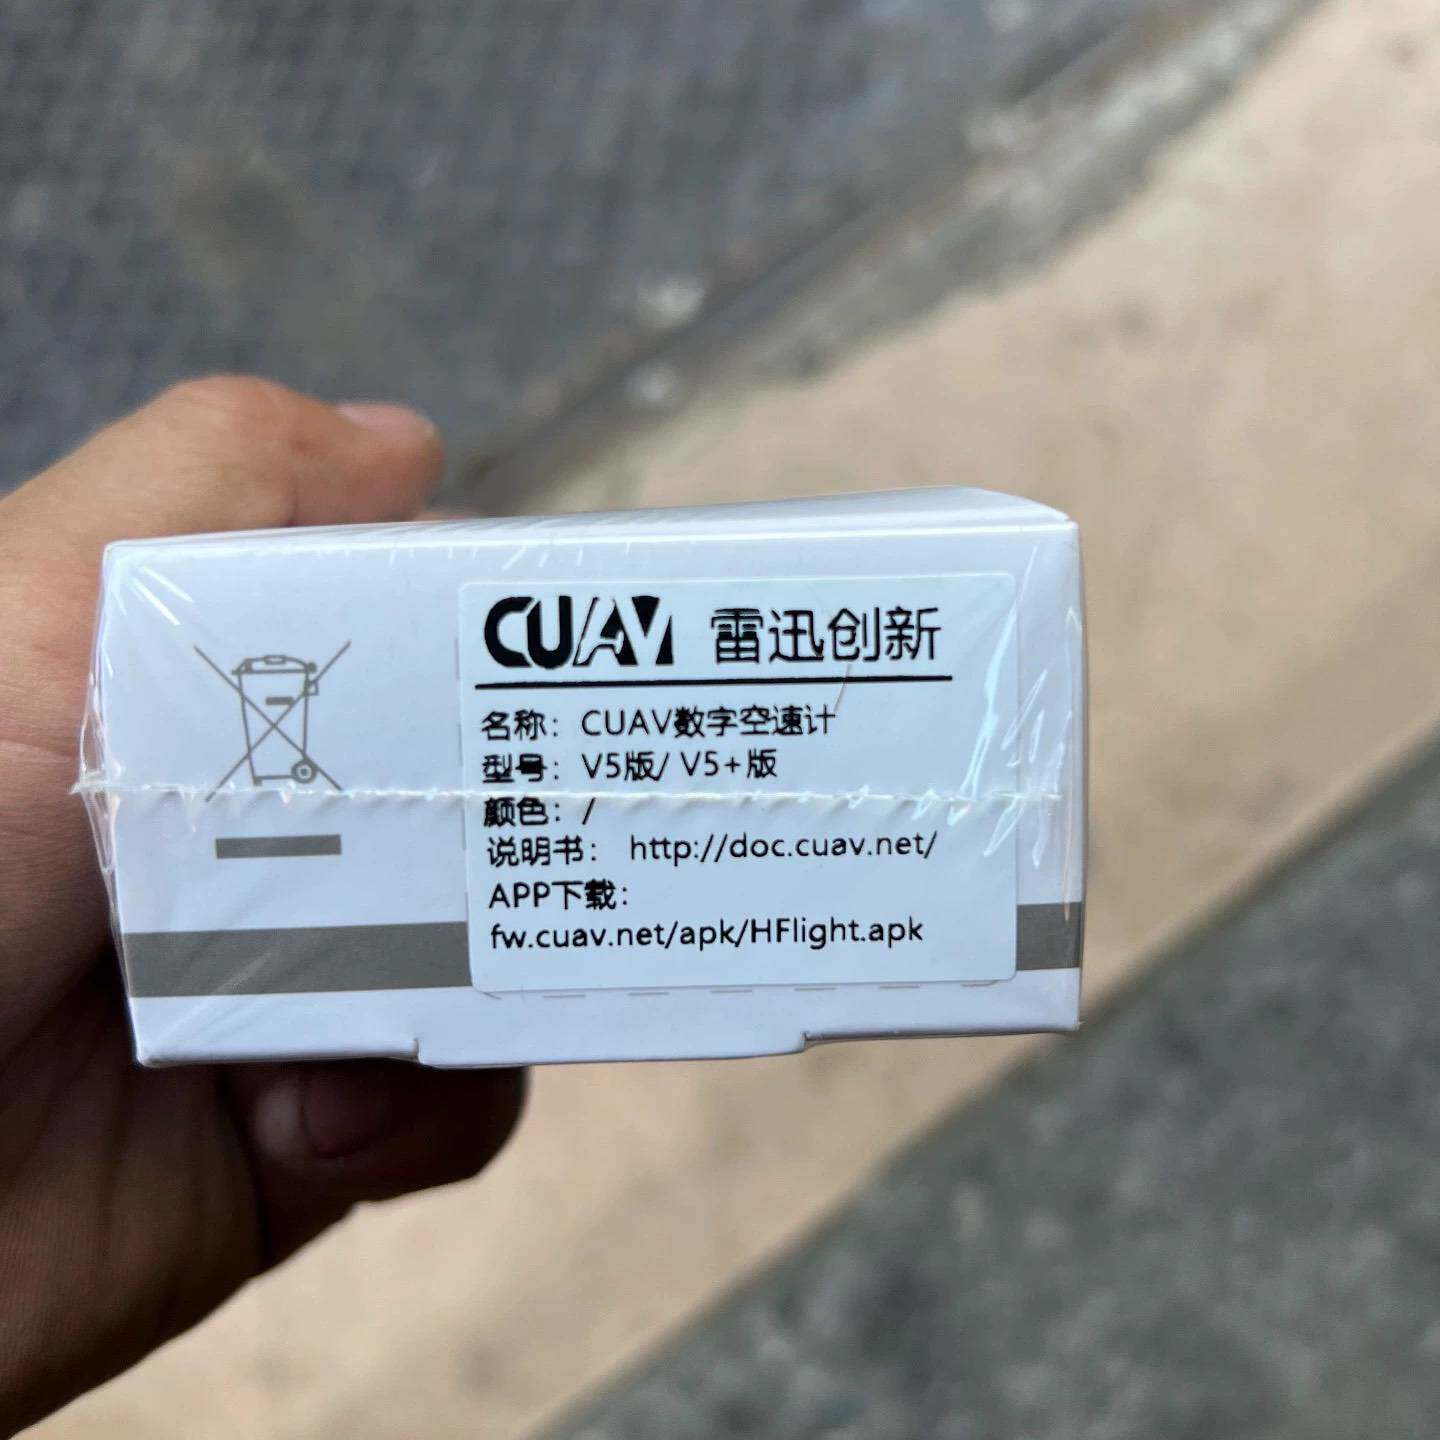 CUAV 雷迅创新
名称：CUAV数字空速计
型号：V5版/ V5+版
颜色：/
说明书： http://doc.cuav.net/
APP下载：
fw.cuav.net/apk/HFlight.apk